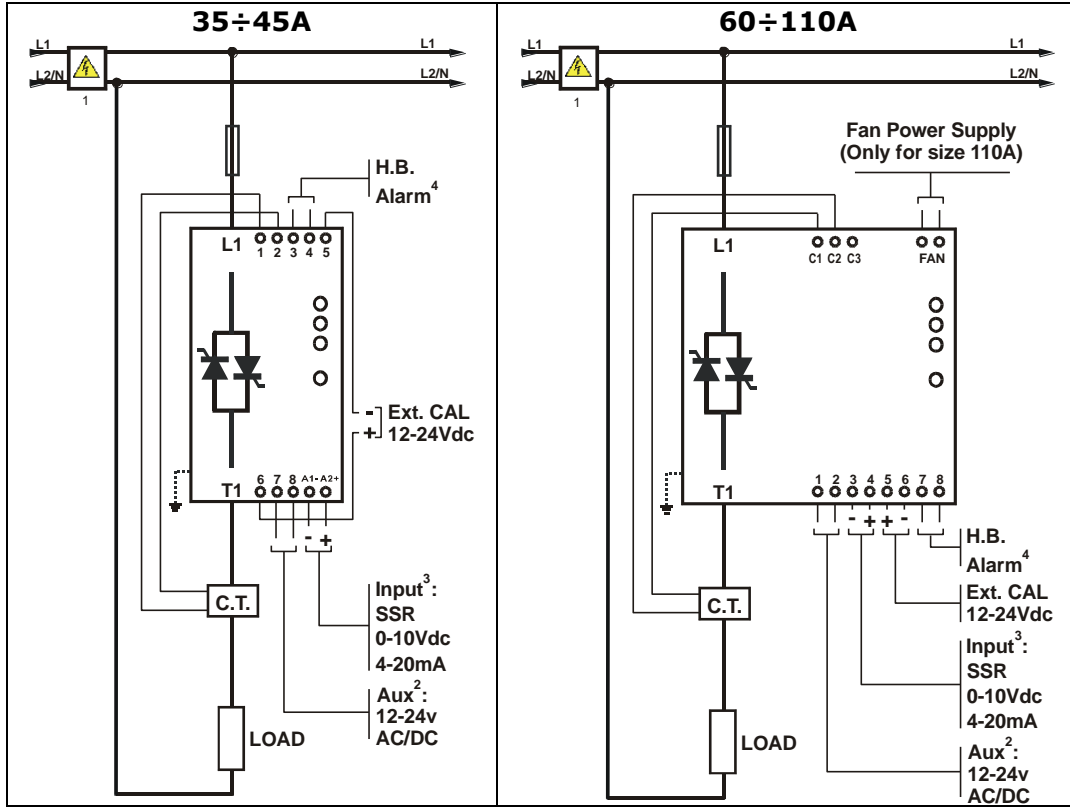 35÷45A
L1 L1
L2/N L2/N
1
H.B.
Alarm4
L1
1 2 3 4 5
- Ext. CAL
+ 12-24Vdc
T1
6 7 8 A1- A2+
- +
C.T.
Input3:
SSR
0-10Vdc
4-20mA
Aux2:
12-24v
AC/DC
LOAD
60÷110A
L1 L1
L2/N L2/N
1
Fan Power Supply
(Only for size 110A)
L1
C1 C2 C3 FAN
T1
1 2 3 4 5 6 7 8
- + + -
H.B.
Alarm4
Ext. CAL
12-24Vdc
C.T.
Input3:
SSR
0-10Vdc
4-20mA
LOAD
Aux2:
12-24v
AC/DC